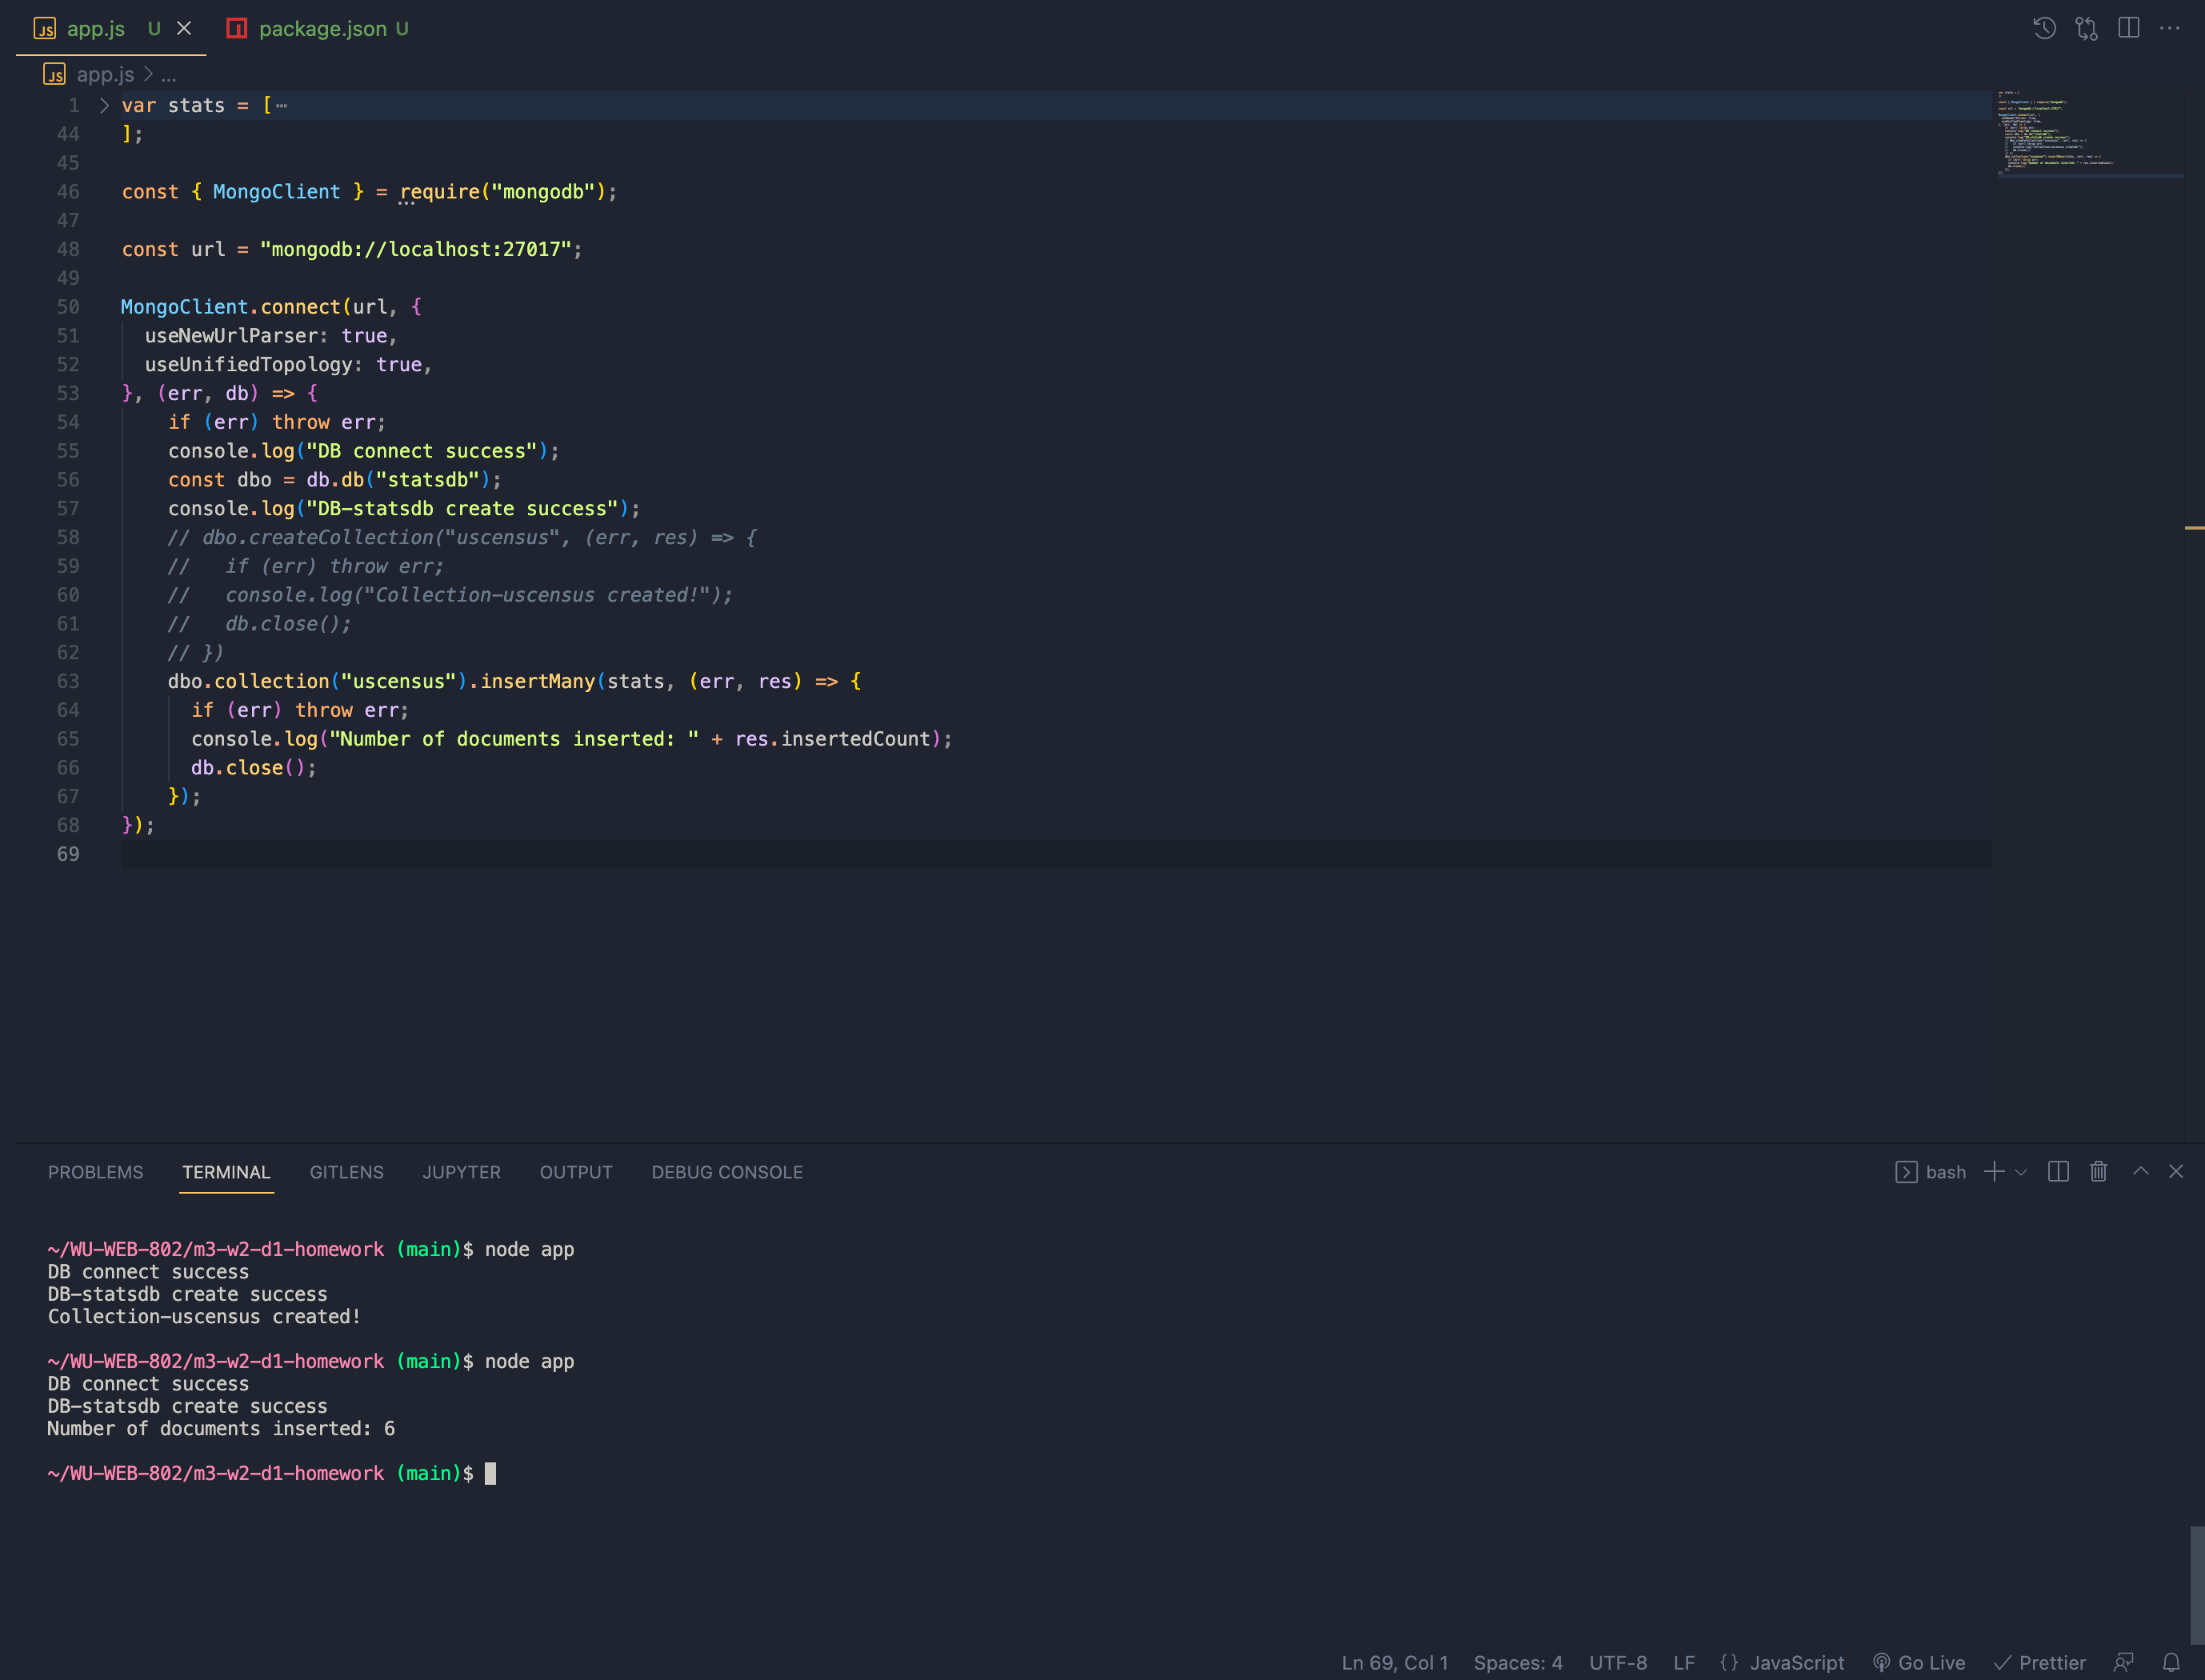 JS app.js U
package.json U
JS app.js > ...
1 var stats = [
44 ];
45
46 const { MongoClient } = require("mongodb");
47
48 const url = "mongodb://localhost:27017";
49
50 MongoClient.connect(url, {
51 useNewUrlParser: true,
52 useUnifiedTopology: true,
53 }, (err, db) => {
54 if (err) throw err;
55 console.log("DB connect success");
56 const dbo = db.db("statsdb");
57 console.log("DB-statsdb create success");
58 // dbo.createCollection("uscensus", (err, res) => {
59 //   if (err) throw err;
60 //   console.log("Collection-uscensus created!");
61 //   db.close();
62 // })
63 dbo.collection("uscensus").insertMany(stats, (err, res) => {
64 if (err) throw err;
65 console.log("Number of documents inserted: " + res.insertedCount);
66 db.close();
67 });
68 });
69
PROBLEMS TERMINAL GITLENS JUPYTER OUTPUT DEBUG CONSOLE bash
~/WU-WEB-802/m3-w2-d1-homework (main)$ node app
DB connect success
DB-statsdb create success
Collection-uscensus created!
~/WU-WEB-802/m3-w2-d1-homework (main)$ node app
DB connect success
DB-statsdb create success
Number of documents inserted: 6
~/WU-WEB-802/m3-w2-d1-homework (main)$
Ln 69, Col 1 Spaces: 4 UTF-8 LF {} JavaScript Go Live Prettier